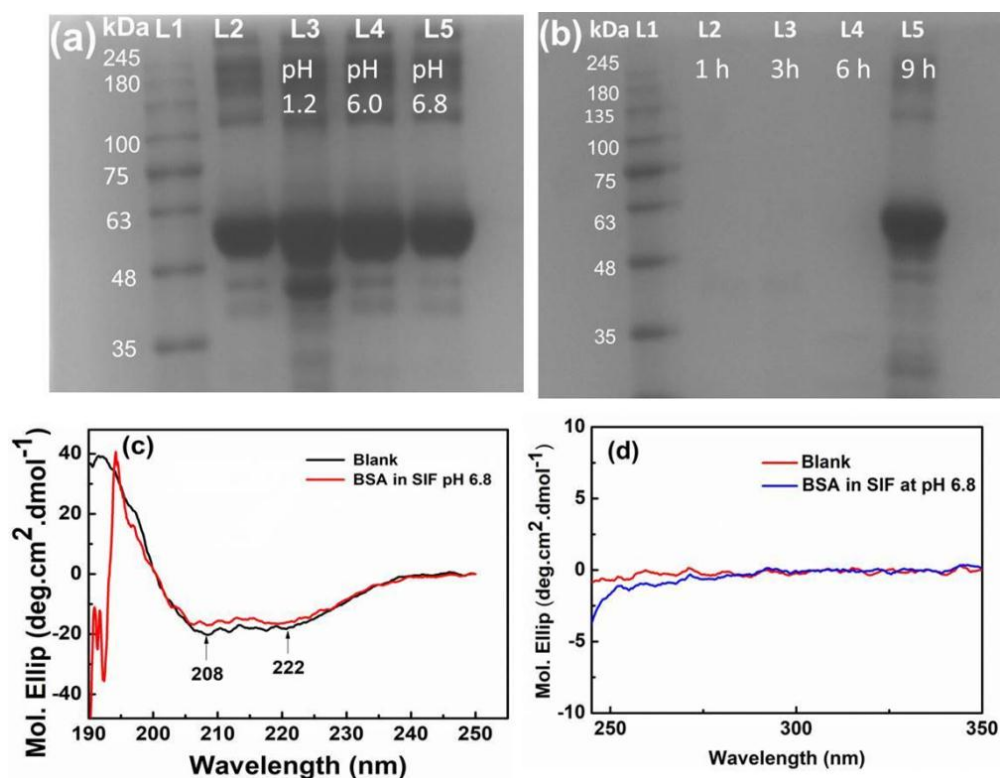 (a) kDa L1 L2 L3 L4 L5
pH pH pH
1.2 6.0 6.8
245
180
100
75
63
48
35
(b) kDa L1 L2 L3 L4 L5
1 h 3h 6 h 9 h
245
180
135
100
75
63
48
35
(c)
Blank
BSA in SIF pH 6.8
Mol. Ellip (deg.cm².dmol⁻¹)
40
20
0
-20
-40
208 222
190 200 210 220 230 240 250
Wavelength (nm)
(d)
Blank
BSA in SIF at pH 6.8
Mol. Ellip (deg.cm².dmol⁻¹)
10
5
0
-5
-10
250 300 350
Wavelength (nm)